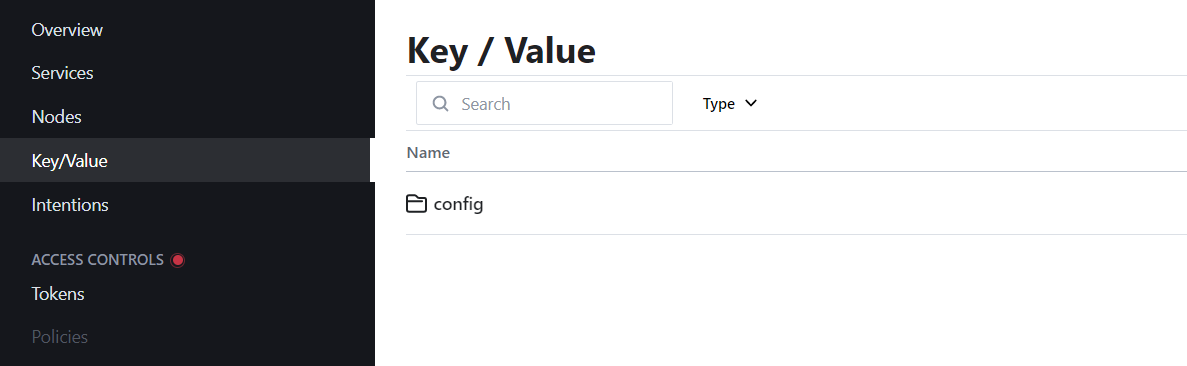 Overview
Services
Nodes
Key/Value
Intentions
ACCESS CONTROLS
Tokens
Policies
Key / Value
Search
Type
Name
config